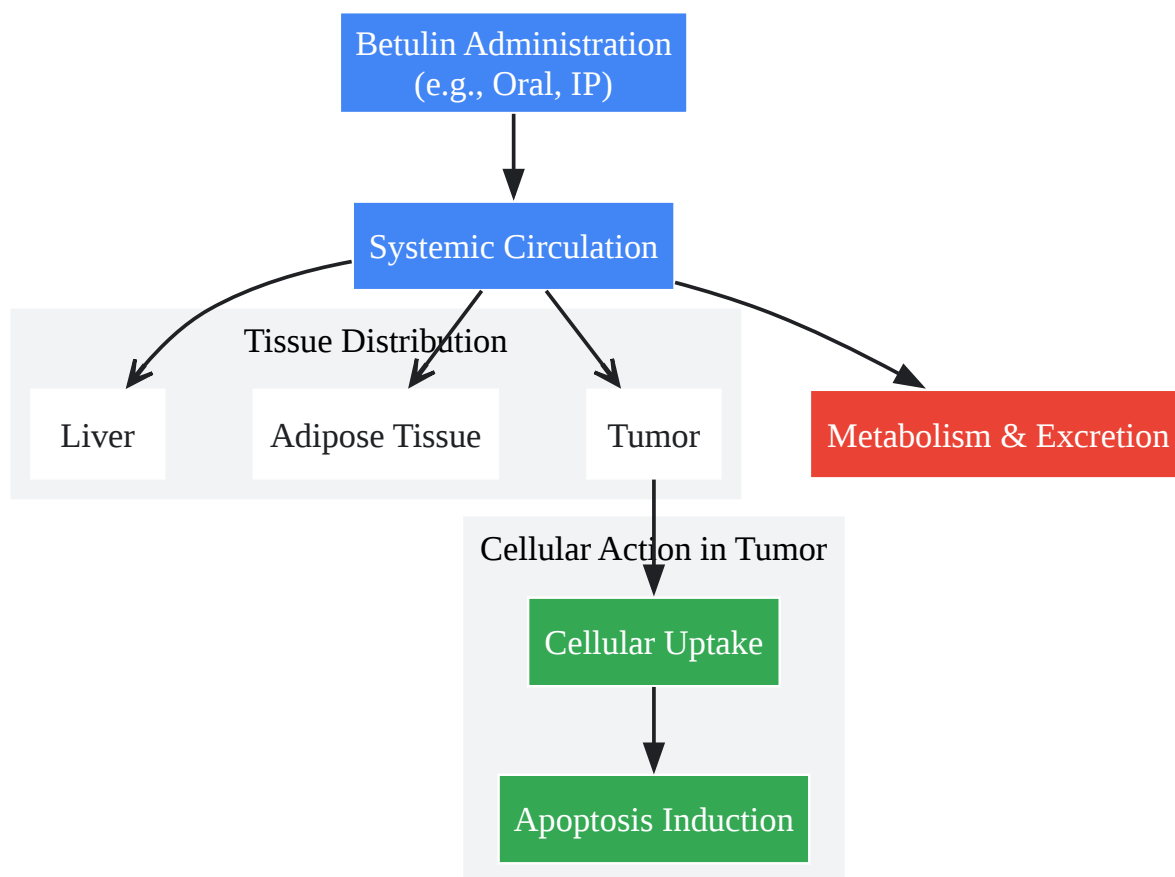 Betulin Administration
(e.g., Oral, IP)
Systemic Circulation
Tissue Distribution
Liver
Adipose Tissue
Tumor
Metabolism & Excretion
Cellular Action in Tumor
Cellular Uptake
Apoptosis Induction